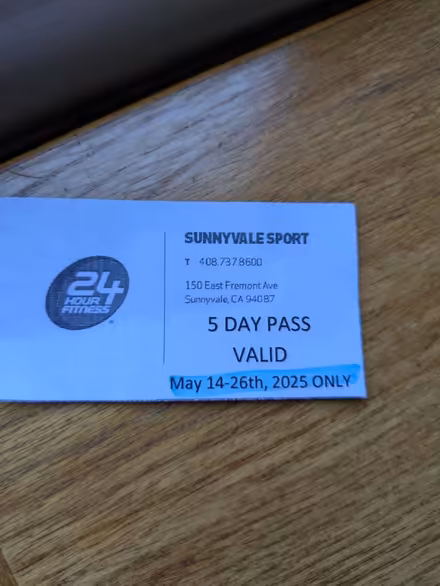 24
HOUR
FITNESS
SUNNYVALE SPORT
T 408.737.8600
150 East Fremont Ave
Sunnyvale, CA 94087
5 DAY PASS
VALID
May 14-26th, 2025 ONLY